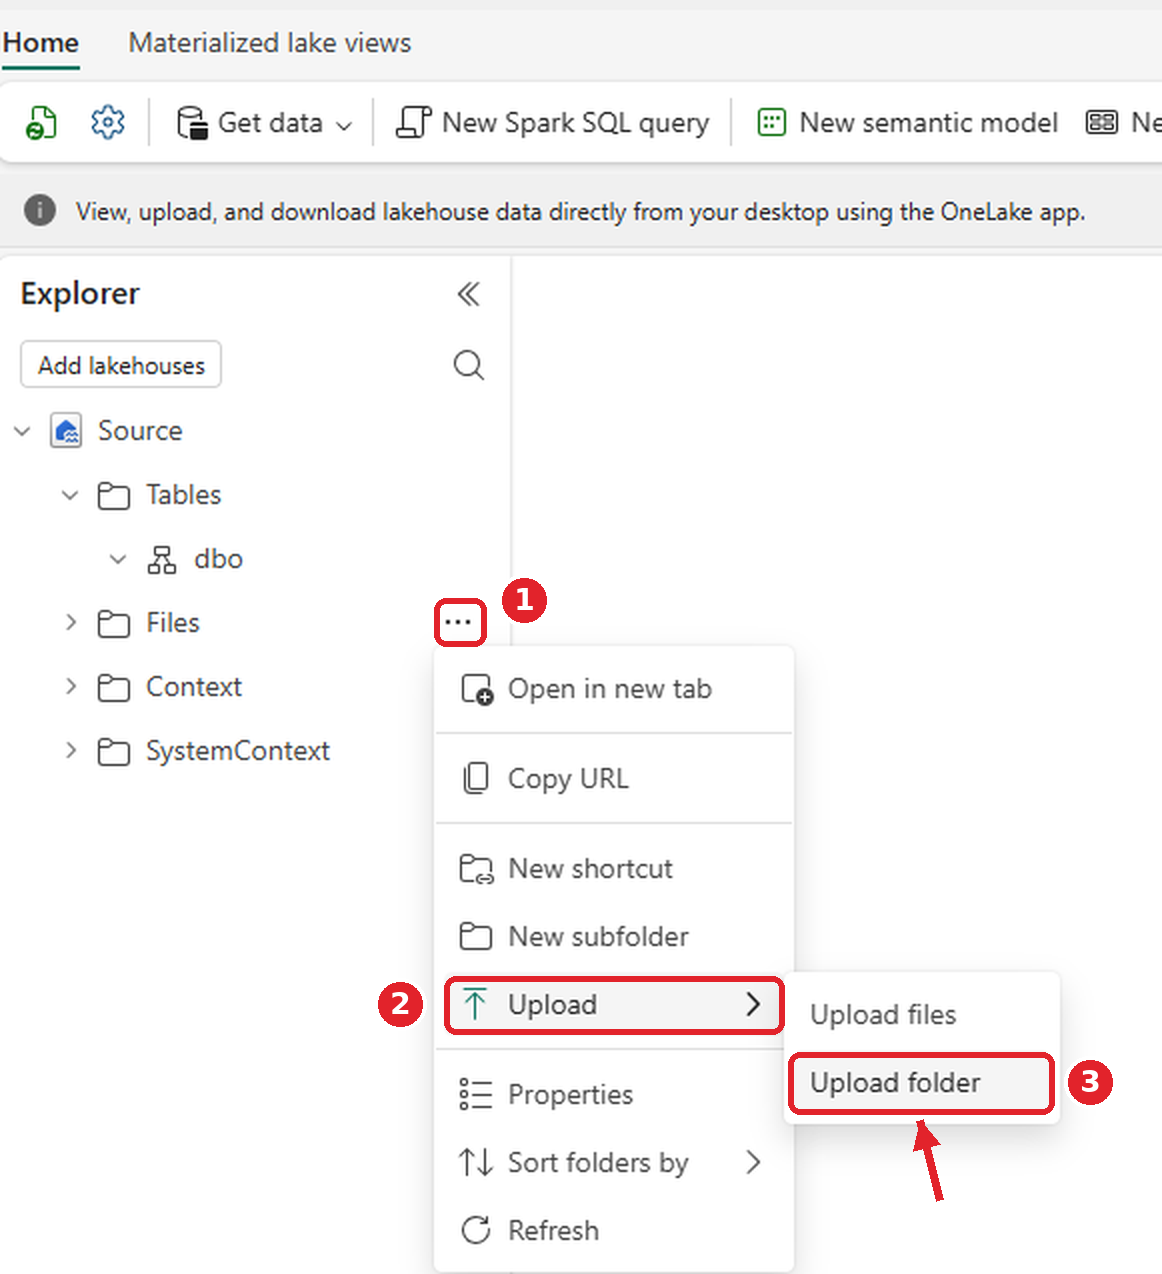 Home Materialized lake views
Get data New Spark SQL query New semantic model Ne
View, upload, and download lakehouse data directly from your desktop using the OneLake app.
Explorer
Add lakehouses
Source
Tables
dbo
Files ... 1
Context
SystemContext
Open in new tab
Copy URL
New shortcut
New subfolder
2 Upload
Upload files
Upload folder 3
Properties
Sort folders by
Refresh